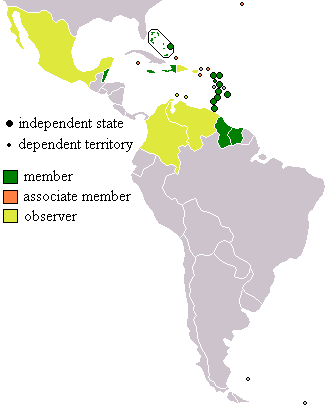 independent state
dependent territory
member
associate member
observer